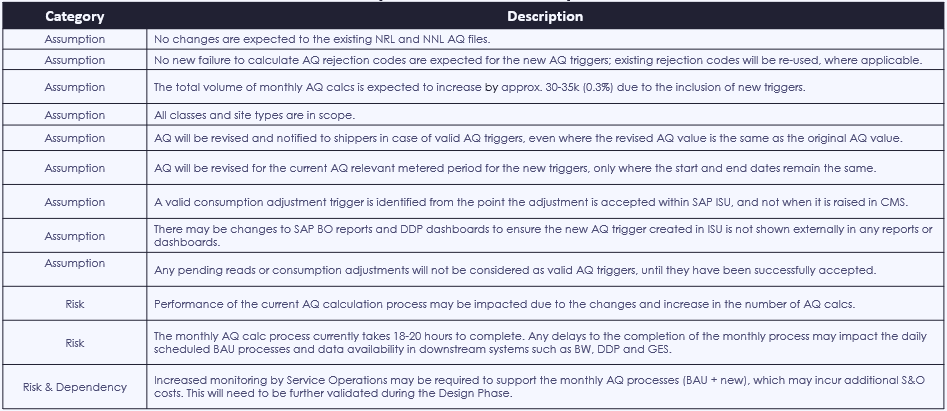 Category Description
Assumption No changes are expected to the existing NRL and NNL AQ files.
Assumption No new failure to calculate AQ rejection codes are expected for the new AQ triggers; existing rejection codes will be re-used, where applicable.
Assumption The total volume of monthly AQ calcs is expected to increase by approx. 30-35k (0.3%) due to the inclusion of new triggers.
Assumption All classes and site types are in scope.
Assumption AQ will be revised and notified to shippers in case of valid AQ triggers, even where the revised AQ value is the same as the original AQ value.
Assumption AQ will be revised for the current AQ relevant metered period for the new triggers, only where the start and end dates remain the same.
Assumption A valid consumption adjustment trigger is identified from the point the adjustment is accepted within SAP ISU, and not when it is raised in CMS.
Assumption There may be changes to SAP BO reports and DDP dashboards to ensure the new AQ trigger created in ISU is not shown externally in any reports or
dashboards.
Assumption Any pending reads or consumption adjustments will not be considered as valid AQ triggers, until they have been successfully accepted.
Risk Performance of the current AQ calculation process may be impacted due to the changes and increase in the number of AQ calcs.
Risk The monthly AQ calc process currently takes 18-20 hours to complete. Any delays to the completion of the monthly process may impact the daily
scheduled BAU processes and data availability in downstream systems such as BW, DDP and GES.
Risk & Dependency Increased monitoring by Service Operations may be required to support the monthly AQ processes (BAU + new), which may incur additional S&O
costs. This will need to be further validated during the Design Phase.